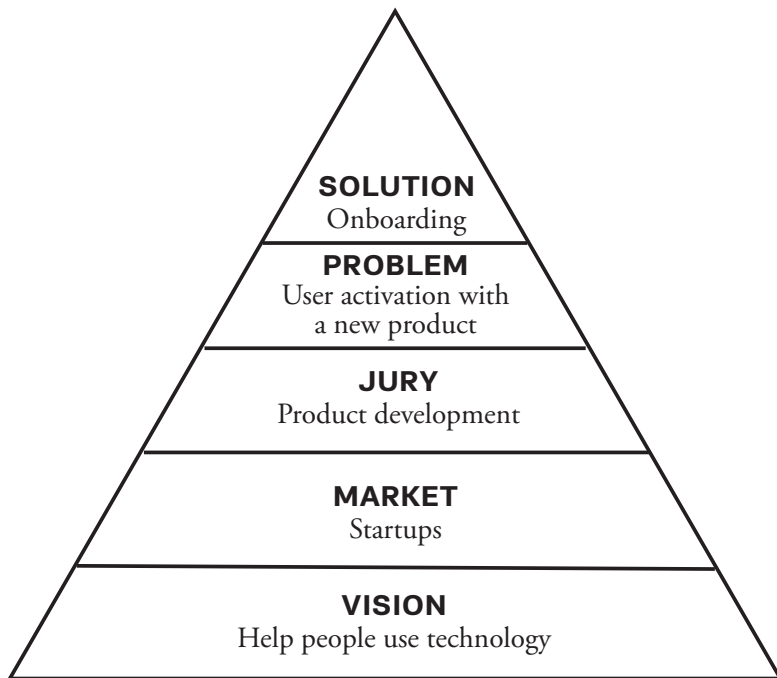 SOLUTION
Onboarding
PROBLEM
User activation with
a new product
JURY
Product development
MARKET
Startups
VISION
Help people use technology